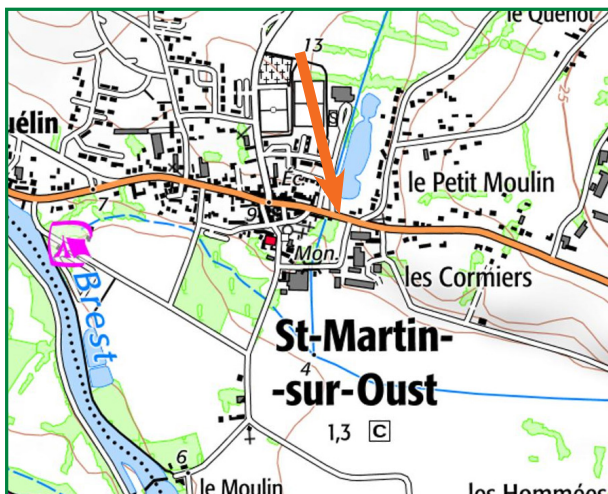 le Quenot
13
uélin
25
Éc.
le Petit Moulin
7
9
Mon.
les Cormiers
Brest
St-Martin-
-sur-Oust
4
1,3 C
6
le Moulin
les Hommées